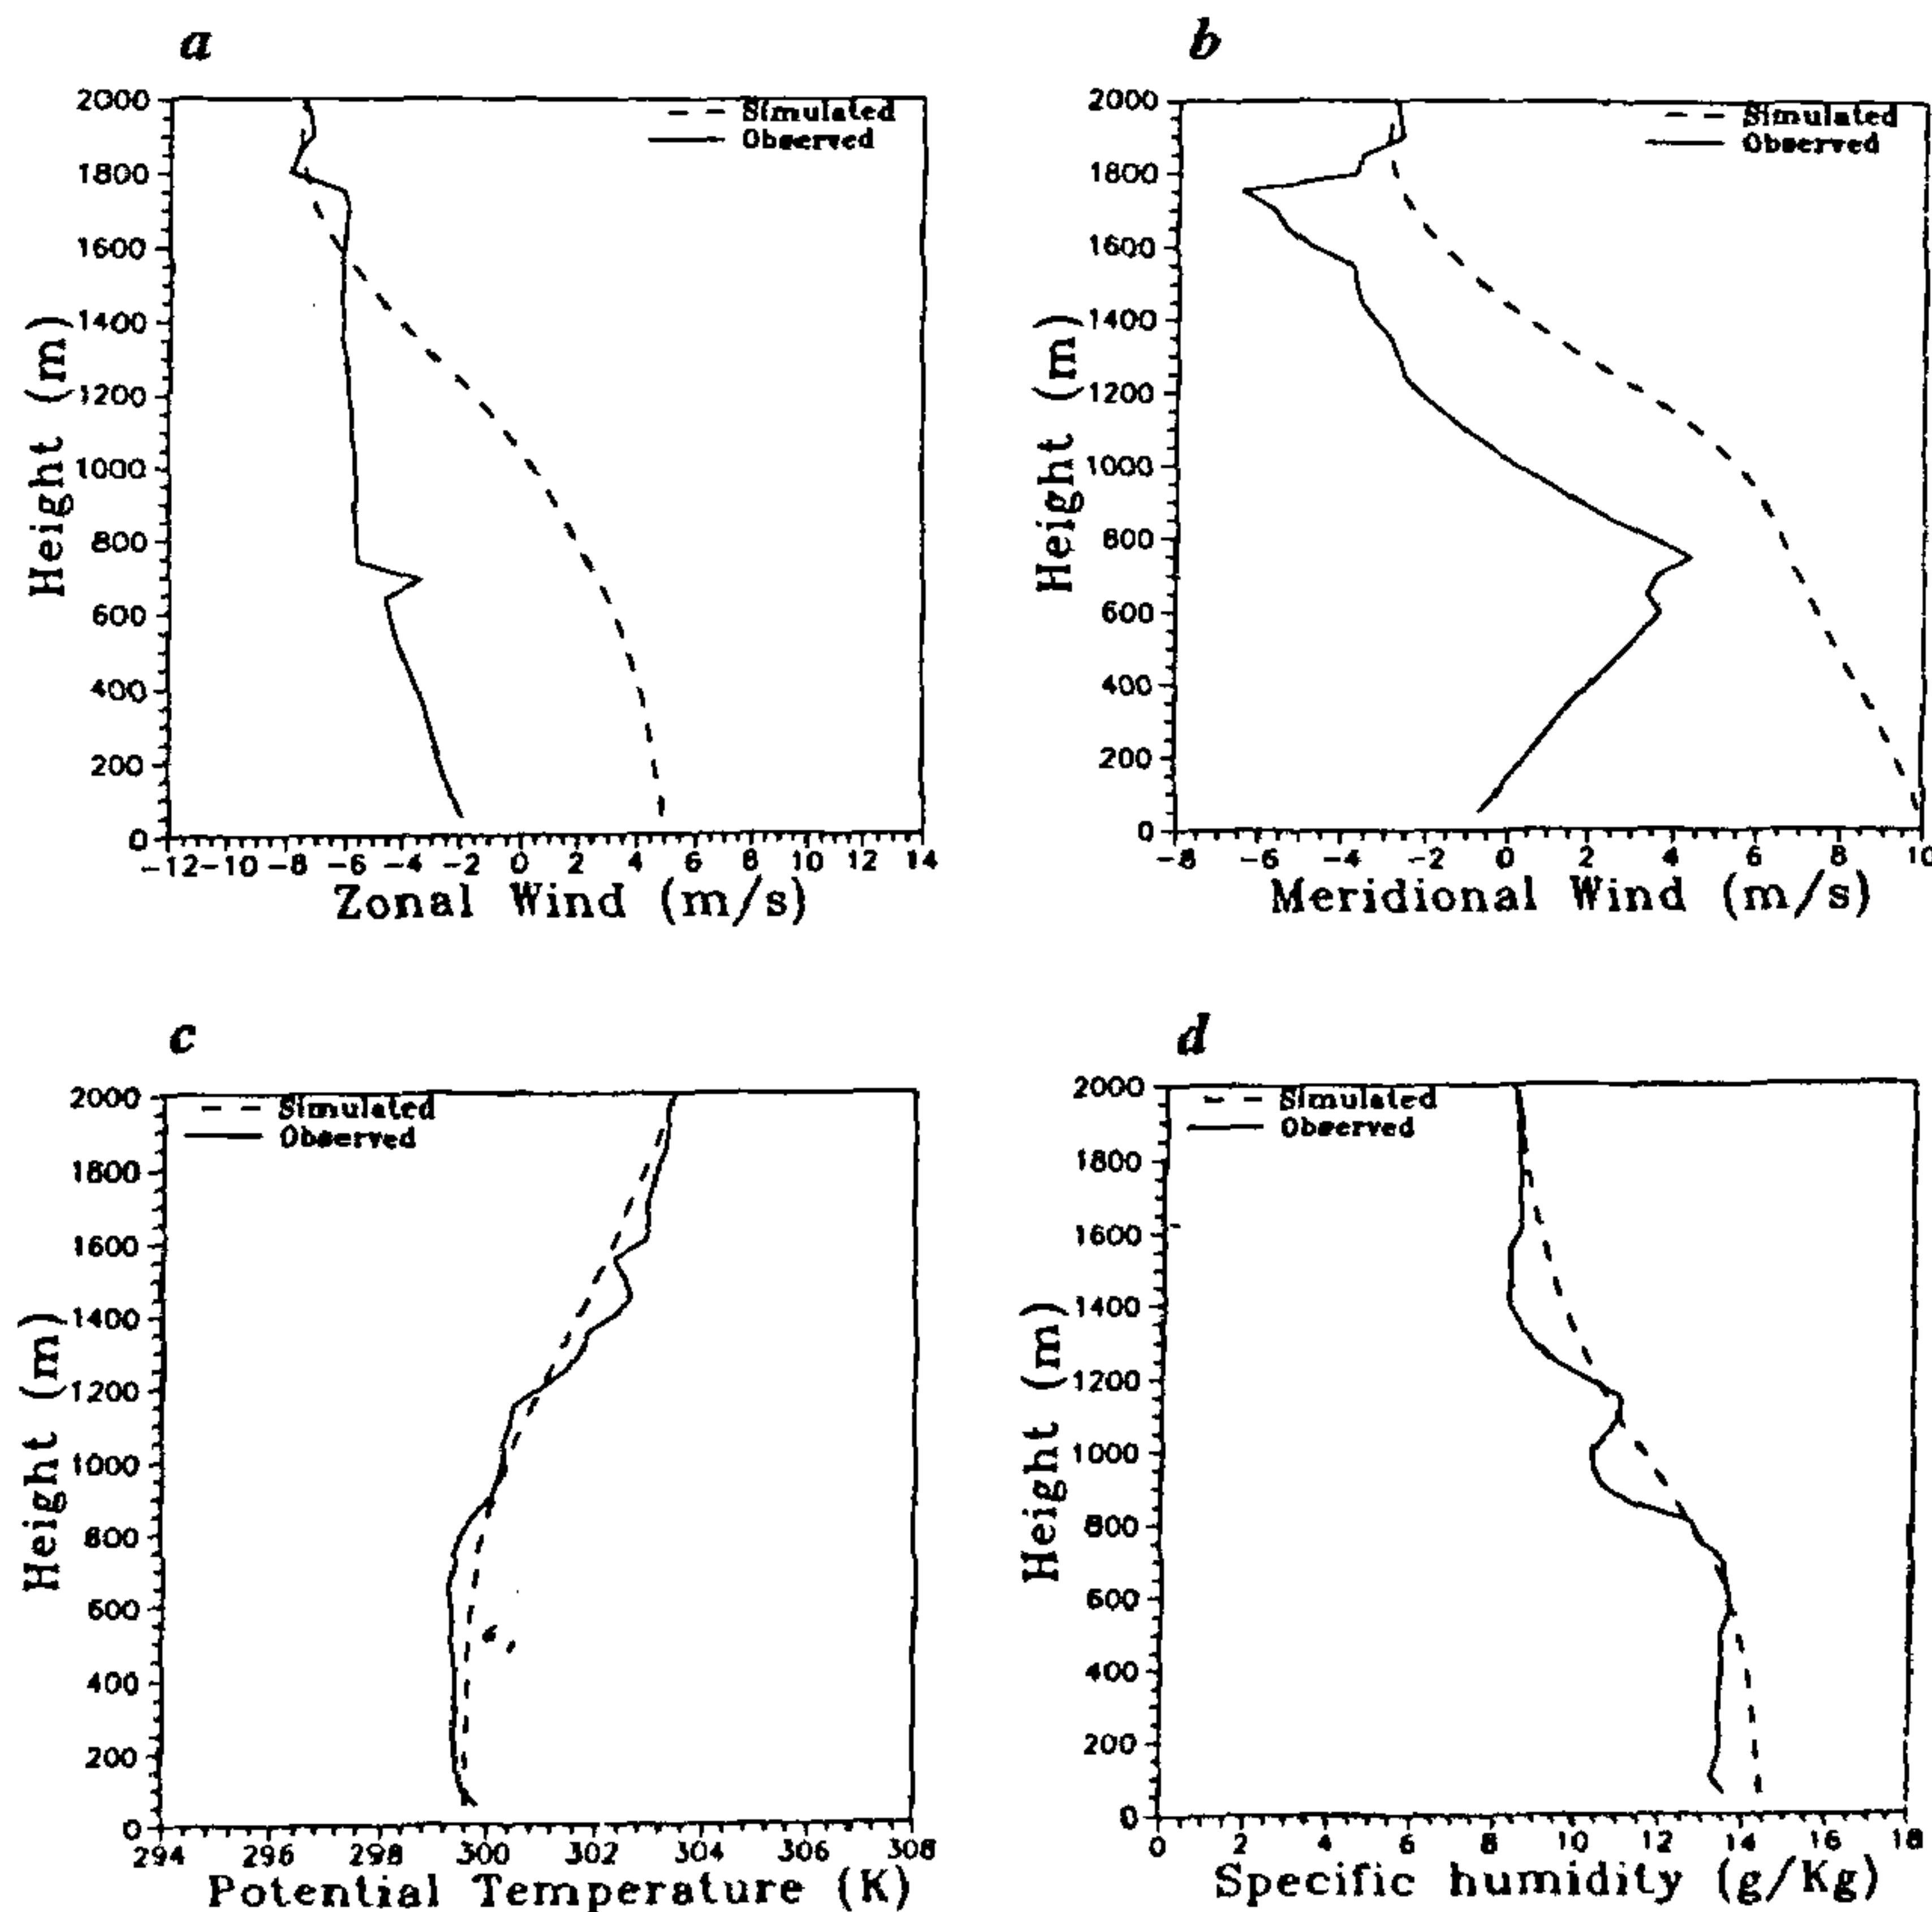 a
2000
1800
1600
1400
1200
1000
800
600
400
200
0
Height (m)
Simulated
Observed
-12 -10 -8 -6 -4 -2 0 2 4 6 8 10 12 14
Zonal Wind (m/s)
b
2000
1800
1600
1400
1200
1000
800
600
400
200
0
Height (m)
Simulated
Observed
-8 -6 -4 -2 0 2 4 6 8 10
Meridional Wind (m/s)
c
2000
1800
1600
1400
1200
1000
800
600
400
200
0
Height (m)
Simulated
Observed
294 296 298 300 302 304 306 308
Potential Temperature (K)
d
2000
1800
1600
1400
1200
1000
800
600
400
200
0
Height (m)
Simulated
Observed
0 2 4 6 8 10 12 14 16 18
Specific humidity (g/Kg)